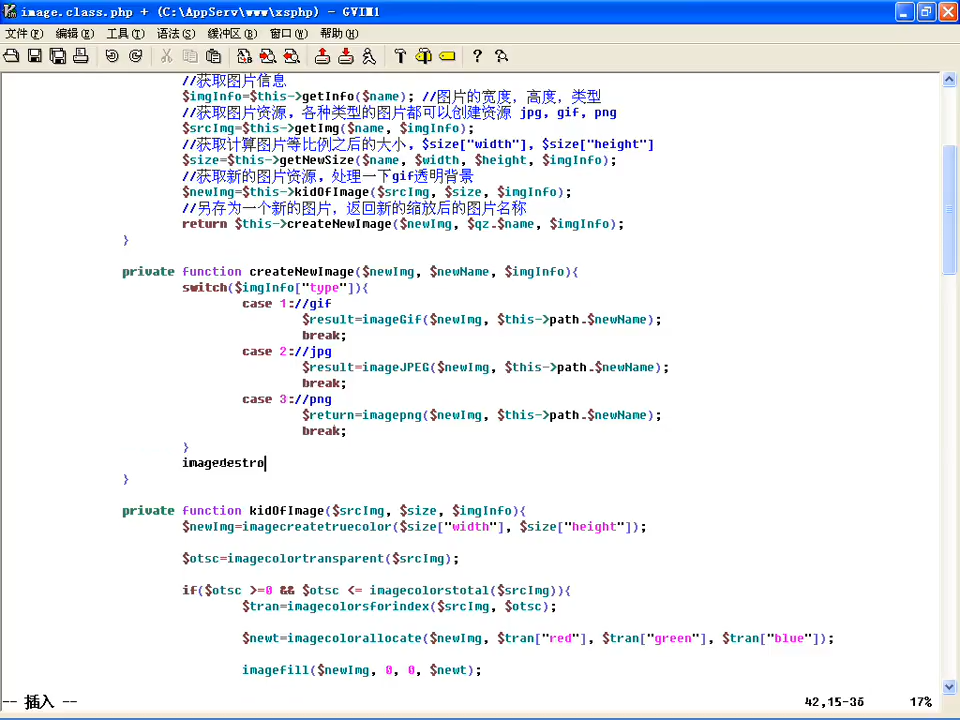 image.class.php + (C:\AppServ\www\xsphp) - GVIM1
文件(F) 编辑(E) 工具(T) 语法(S) 缓冲区(B) 窗口(W) 帮助(H)
//获取图片信息
$imgInfo=$this->getInfo($name); //图片的宽度，高度，类型
//获取图片资源，各种类型的图片都可以创建资源 jpg, gif, png
$srcImg=$this->getImg($name, $imgInfo);
//获取计算图片等比例之后的大小，$size["width"], $size["height"]
$size=$this->getNewSize($name, $width, $height, $imgInfo);
//获取新的图片资源，处理一下gif透明背景
$newImg=$this->kidOfImage($srcImg, $size, $imgInfo);
//另存为一个新的图片，返回新的缩放后的图片名称
return $this->createNewImage($newImg, $qz.$name, $imgInfo);
}
private function createNewImage($newImg, $newName, $imgInfo){
switch($imgInfo["type"]){
case 1://gif
$result=imageGif($newImg, $this->path.$newName);
break;
case 2://jpg
$result=imageJPEG($newImg, $this->path.$newName);
break;
case 3://png
$return=imagepng($newImg, $this->path.$newName);
break;
}
imagedestro
}
private function kidOfImage($srcImg, $size, $imgInfo){
$newImg=imagecreatetruecolor($size["width"], $size["height"]);
$otsc=imagecolortransparent($srcImg);
if($otsc >=0 && $otsc <= imagecolorstotal($srcImg)){
$tran=imagecolorsforindex($srcImg, $otsc);
$newt=imagecolorallocate($newImg, $tran["red"], $tran["green"], $tran["blue"]);
imagefill($newImg, 0, 0, $newt);
-- 插入 -- 42,15-36 17%